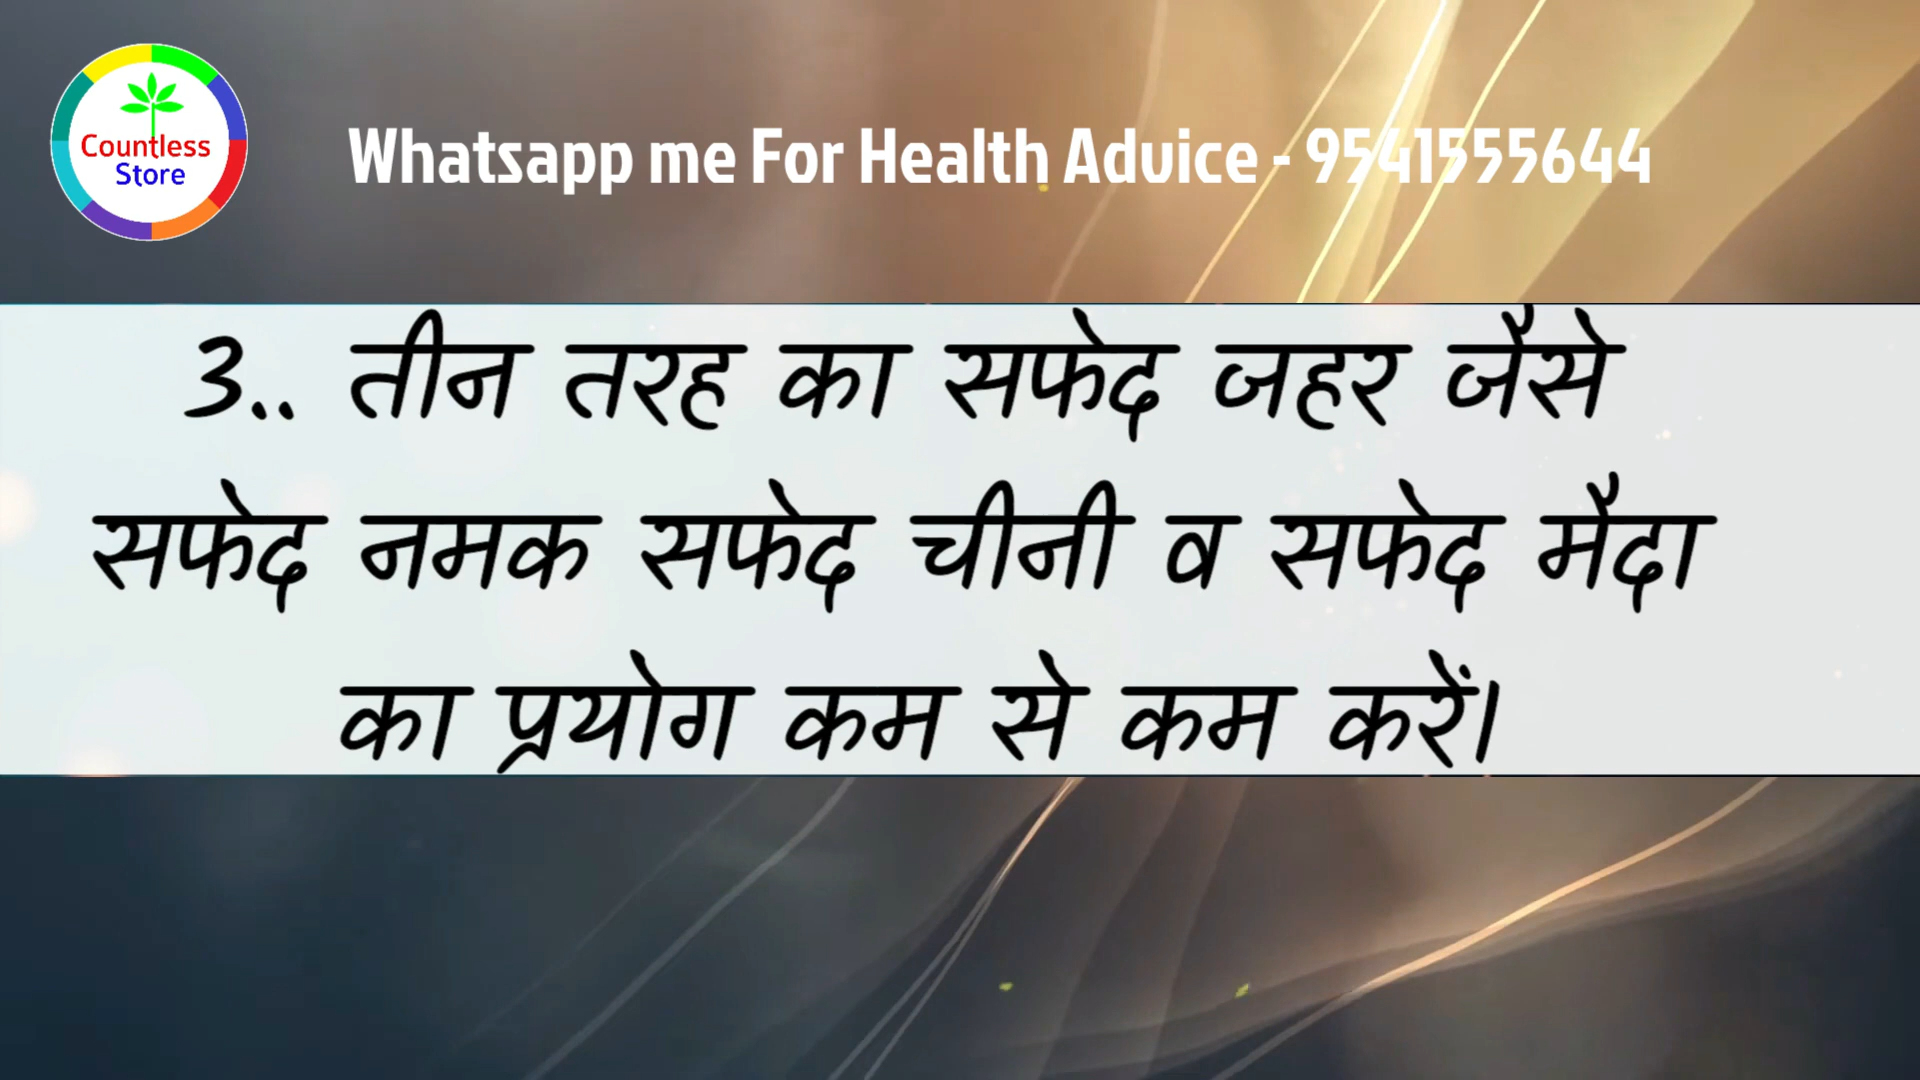 Countless
Store
Whatsapp me For Health Advice - 9541555644
3.. तीन तरह का सफेद जहर जैसे
सफेद नमक सफेद चीनी व सफेद मैदा
का प्रयोग कम से कम करें।